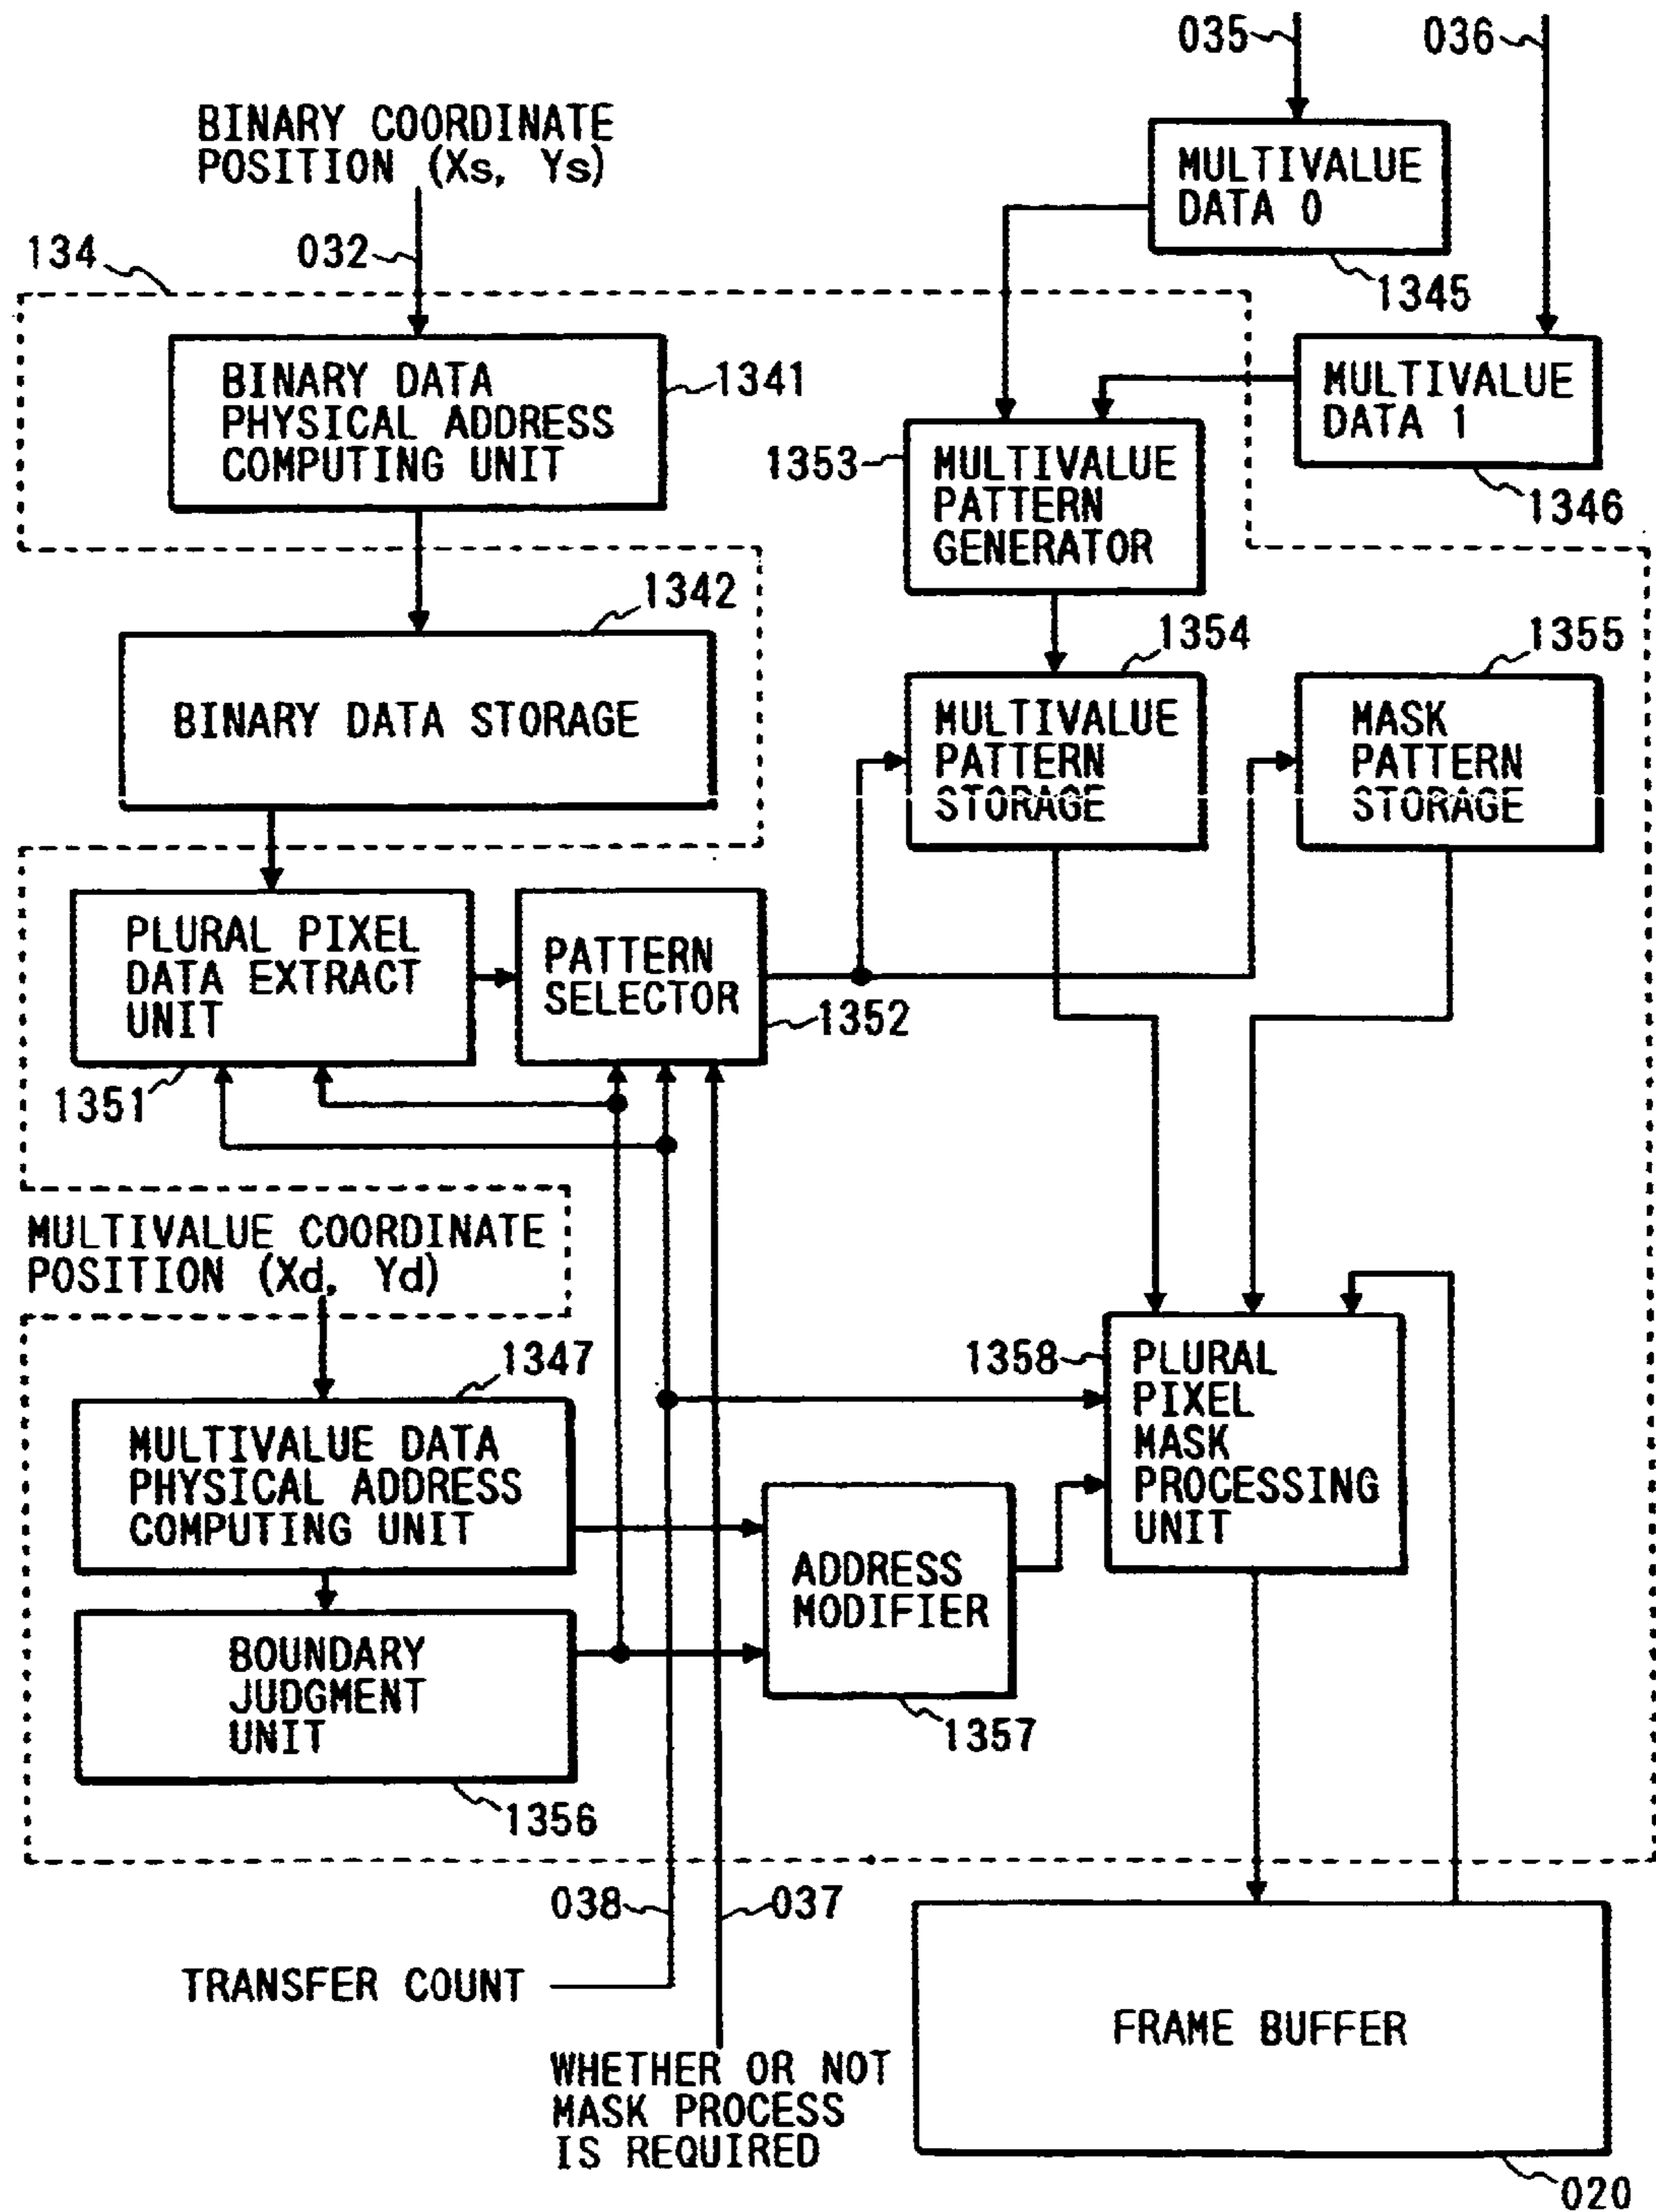 035
036
BINARY COORDINATE
POSITION (Xs, Ys)
MULTIVALUE
DATA 0
134
032
1345
BINARY DATA
PHYSICAL ADDRESS
COMPUTING UNIT
1341
MULTIVALUE
DATA 1
1353
MULTIVALUE
PATTERN
GENERATOR
1346
1342
1354
1355
BINARY DATA STORAGE
MULTIVALUE
PATTERN
STORAGE
MASK
PATTERN
STORAGE
PLURAL PIXEL
DATA EXTRACT
UNIT
PATTERN
SELECTOR
1352
1351
MULTIVALUE COORDINATE
POSITION (Xd, Yd)
1347
1358
PLURAL
PIXEL
MASK
PROCESSING
UNIT
MULTIVALUE DATA
PHYSICAL ADDRESS
COMPUTING UNIT
ADDRESS
MODIFIER
BOUNDARY
JUDGMENT
UNIT
1357
1356
038
037
TRANSFER COUNT
FRAME BUFFER
WHETHER OR NOT
MASK PROCESS
IS REQUIRED
020